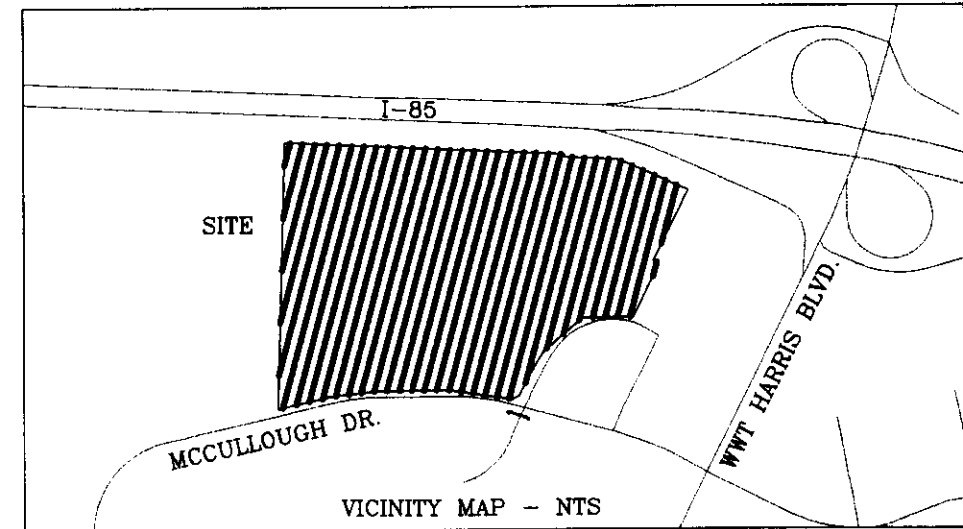 I-85
SITE
WWT HARRIS BLVD.
MCCULLOUGH DR.
VICINITY MAP - NTS